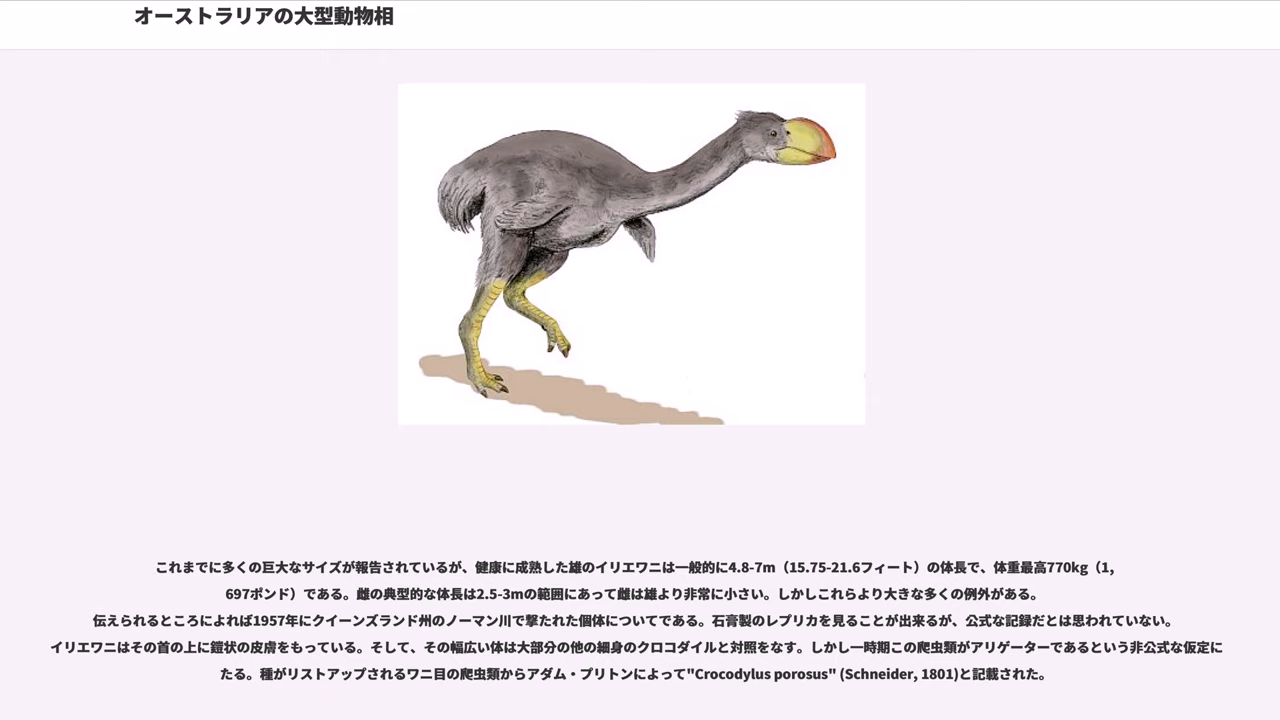 オーストラリアの大型動物相
これまでに多くの巨大なサイズが報告されているが、健康に成熟した雄のイリエワニは一般的に4.8-7m（15.75-21.6フィート）の体長で、体重最高770kg（1,
697ポンド）である。雌の典型的な体長は2.5-3mの範囲にあって雌は雄より非常に小さい。しかしこれらより大きな多くの例外がある。
伝えられるところによれば1957年にクイーンズランド州のノーマン川で撃たれた個体についてである。石膏製のレプリカを見ることが出来るが、公式な記録だとは思われていない。
イリエワニはその首の上に鎧状の皮膚をもっている。そして、その幅広い体は大部分の他の細身のクロコダイルと対照をなす。しかし一時期この爬虫類がアリゲーターであるという非公式な仮定に
たる。種がリストアップされるワニ目の爬虫類からアダム・プリトンによって"Crocodylus porosus" (Schneider, 1801)と記載された。